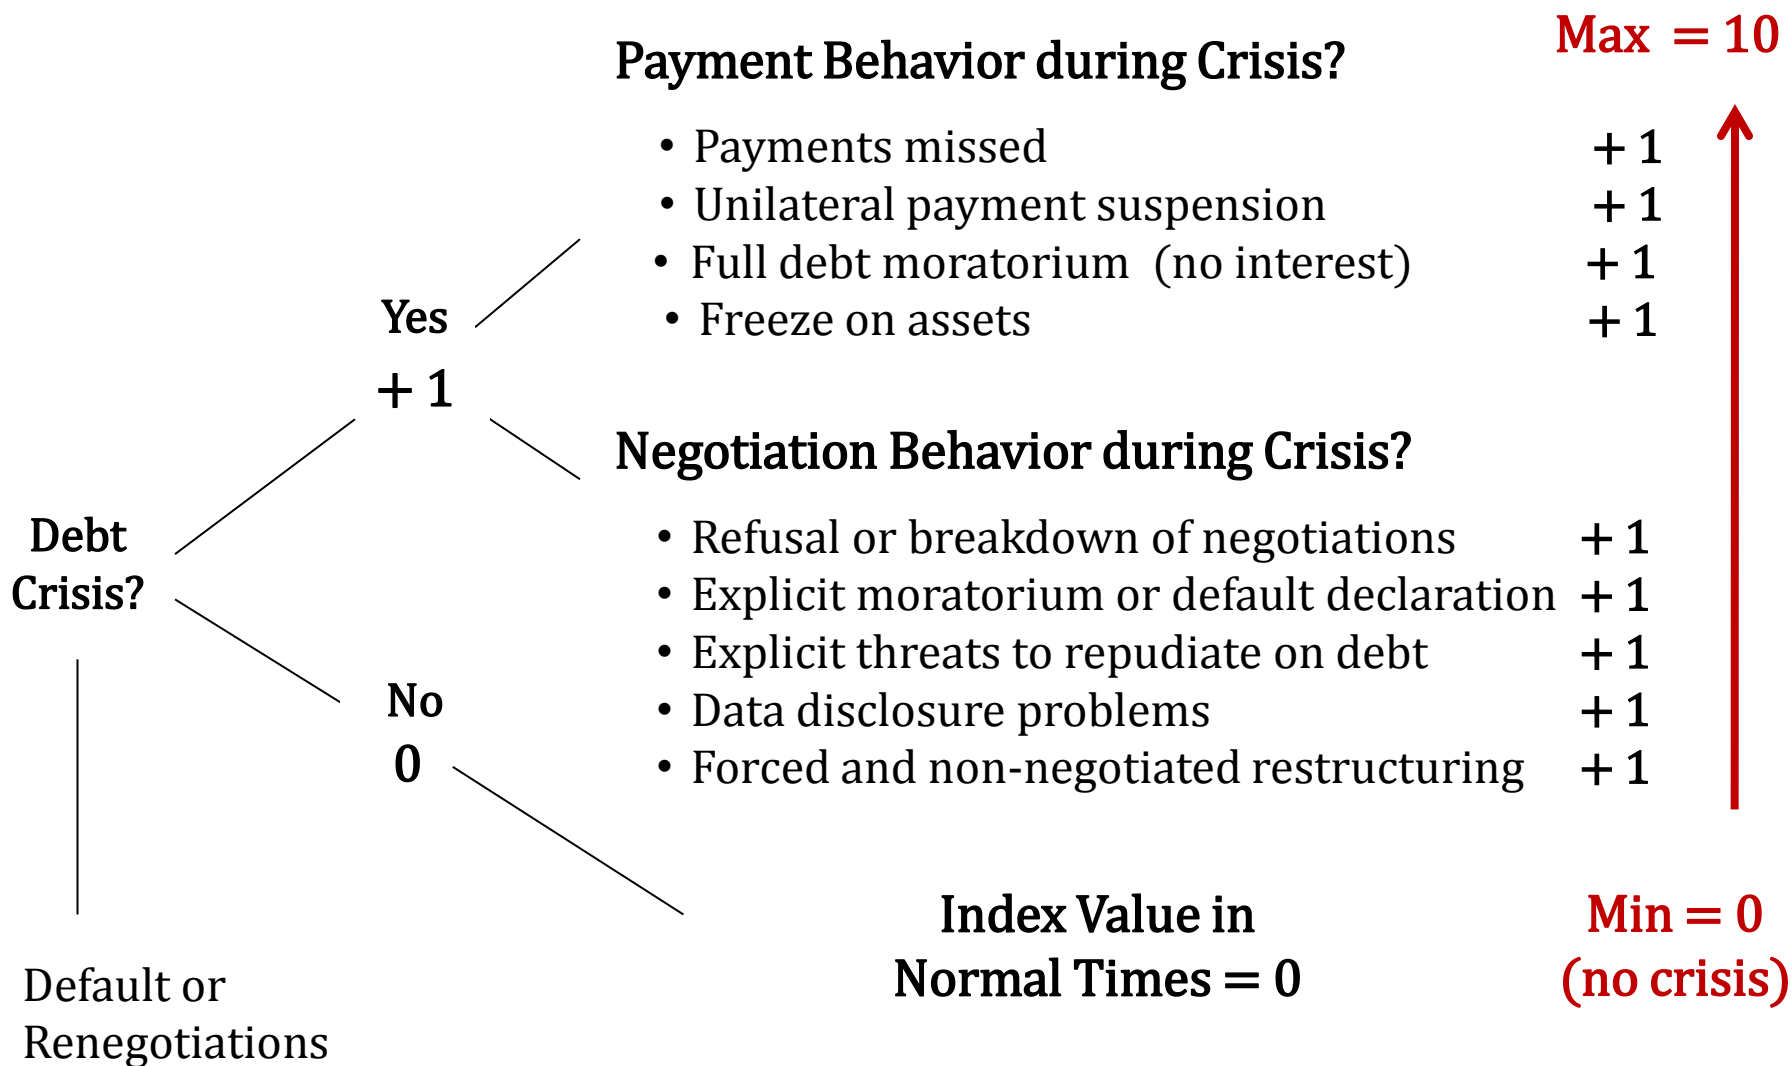 Max = 10
Payment Behavior during Crisis?
• Payments missed + 1
• Unilateral payment suspension + 1
• Full debt moratorium (no interest) + 1
• Freeze on assets + 1
Yes
+ 1
Negotiation Behavior during Crisis?
• Refusal or breakdown of negotiations + 1
• Explicit moratorium or default declaration + 1
• Explicit threats to repudiate on debt + 1
• Data disclosure problems + 1
• Forced and non-negotiated restructuring + 1
Debt
Crisis?
No
0
Index Value in
Normal Times = 0
Min = 0
(no crisis)
Default or
Renegotiations